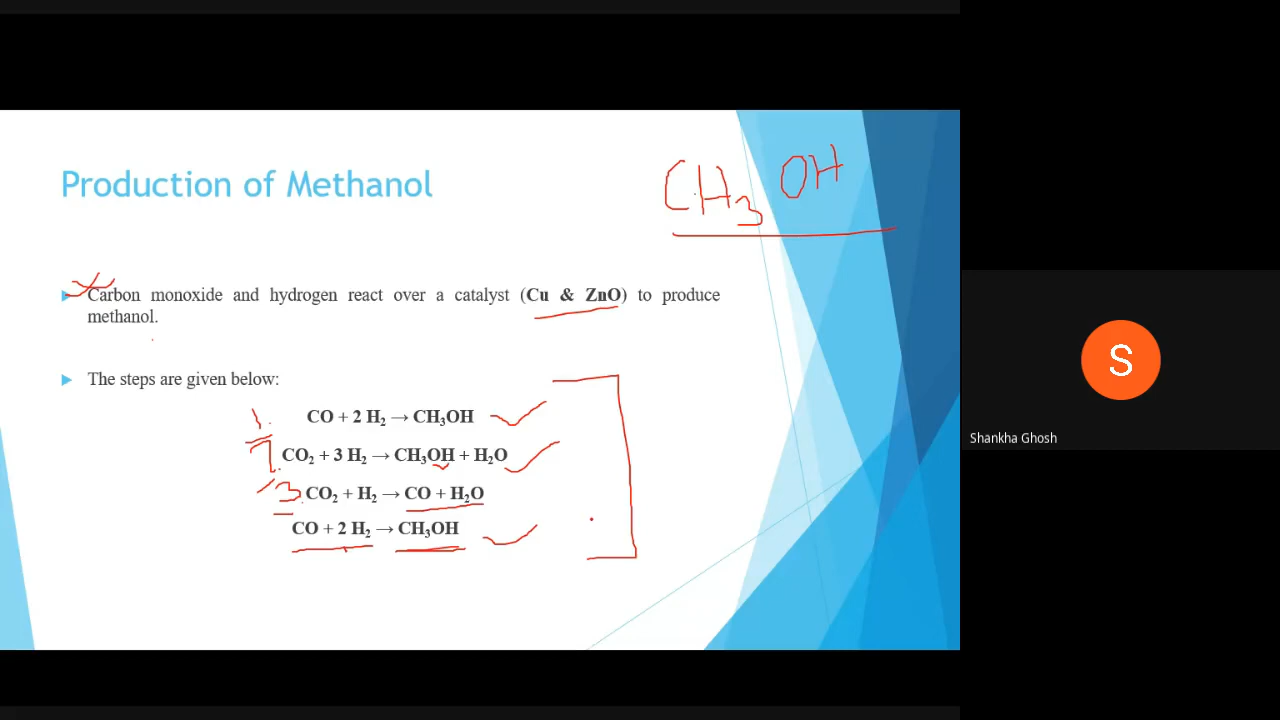 Production of Methanol
CH3 OH
Carbon monoxide and hydrogen react over a catalyst (Cu & ZnO) to produce
methanol.
The steps are given below:
1. CO + 2 H₂ → CH₃OH
CO₂ + 3 H₂ → CH₃OH + H₂O
3. CO₂ + H₂ → CO + H₂O
CO + 2 H₂ → CH₃OH
S
Shankha Ghosh